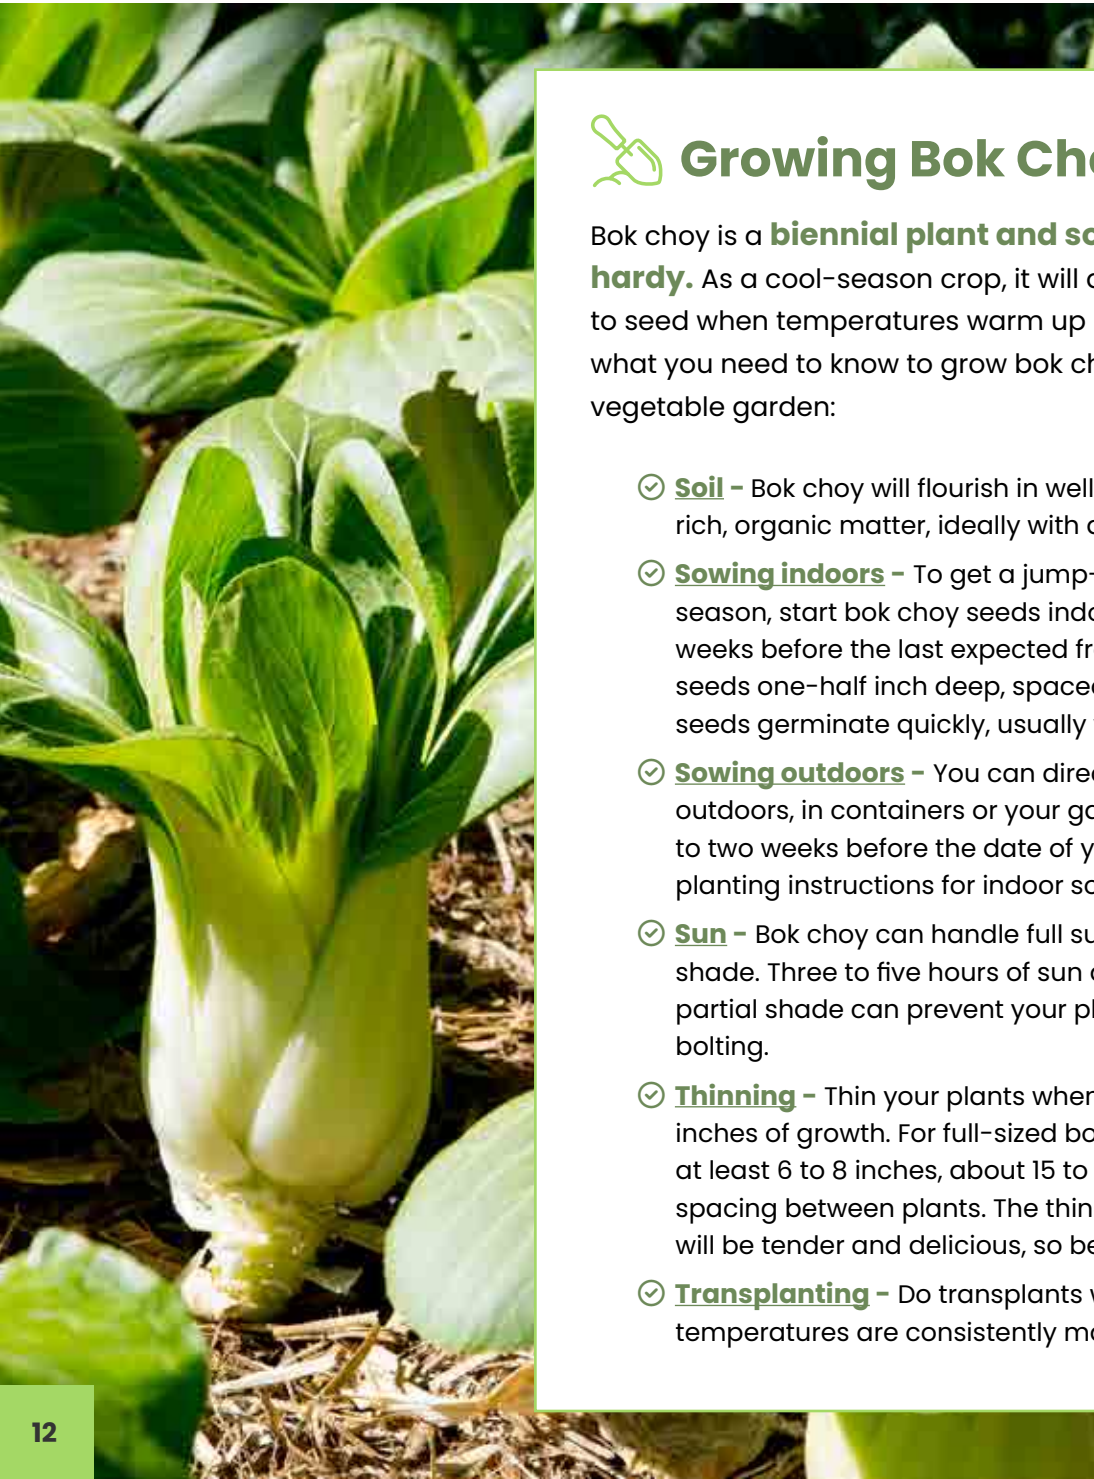 Growing Bok
Bok choy is a biennial plant and
hardy. As a cool-season crop, it will
to seed when temperatures warm up
what you need to know to grow bok
vegetable garden:
Soil – Bok choy will flourish in well
rich, organic matter, ideally with
Sowing indoors – To get a jump-
season, start bok choy seeds
weeks before the last expected
seeds one-half inch deep,
seeds germinate quickly, usually
Sowing outdoors – You can
outdoors, in containers or your
to two weeks before the date of
planting instructions for indoor
Sun – Bok choy can handle full
shade. Three to five hours of sun
partial shade can prevent your
bolting.
Thinning – Thin your plants
inches of growth. For full-sized
at least 6 to 8 inches, about 15 to
spacing between plants. The
will be tender and delicious, so
Transplanting – Do transplants
temperatures are consistently
12